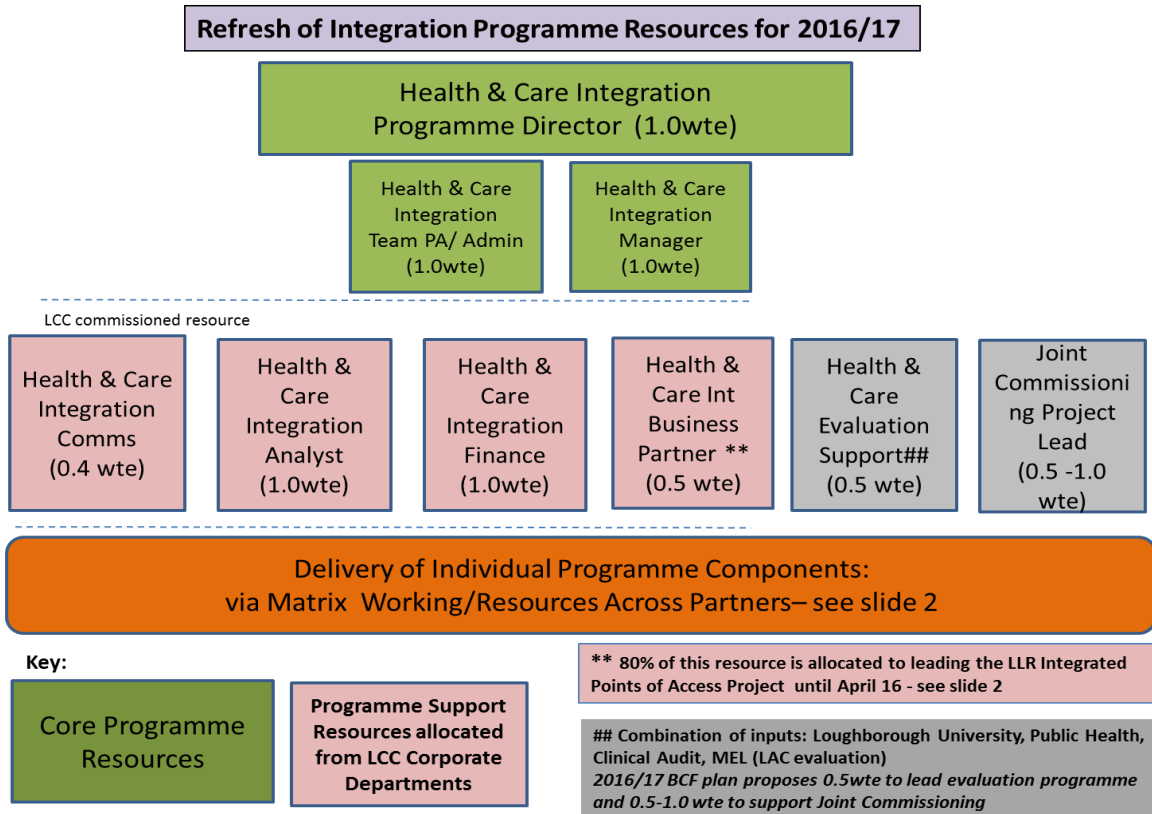 Refresh of Integration Programme Resources for 2016/17
Health & Care Integration
Programme Director (1.0wte)
Health & Care
Integration
Team PA/ Admin
(1.0wte)
Health & Care
Integration
Manager
(1.0wte)
LCC commissioned resource
Health & Care
Integration
Comms
(0.4 wte)
Health &
Care
Integration
Analyst
(1.0wte)
Health &
Care
Integration
Finance
(1.0wte)
Health &
Care Int
Business
Partner **
(0.5 wte)
Health &
Care
Evaluation
Support##
(0.5 wte)
Joint
Commissioni
ng Project
Lead
(0.5 -1.0
wte)
Delivery of Individual Programme Components:
via Matrix Working/Resources Across Partners– see slide 2
Key:
Core Programme
Resources
Programme Support
Resources allocated
from LCC Corporate
Departments
** 80% of this resource is allocated to leading the LLR Integrated
Points of Access Project until April 16 - see slide 2
## Combination of inputs: Loughborough University, Public Health,
Clinical Audit, MEL (LAC evaluation)
2016/17 BCF plan proposes 0.5wte to lead evaluation programme
and 0.5-1.0 wte to support Joint Commissioning